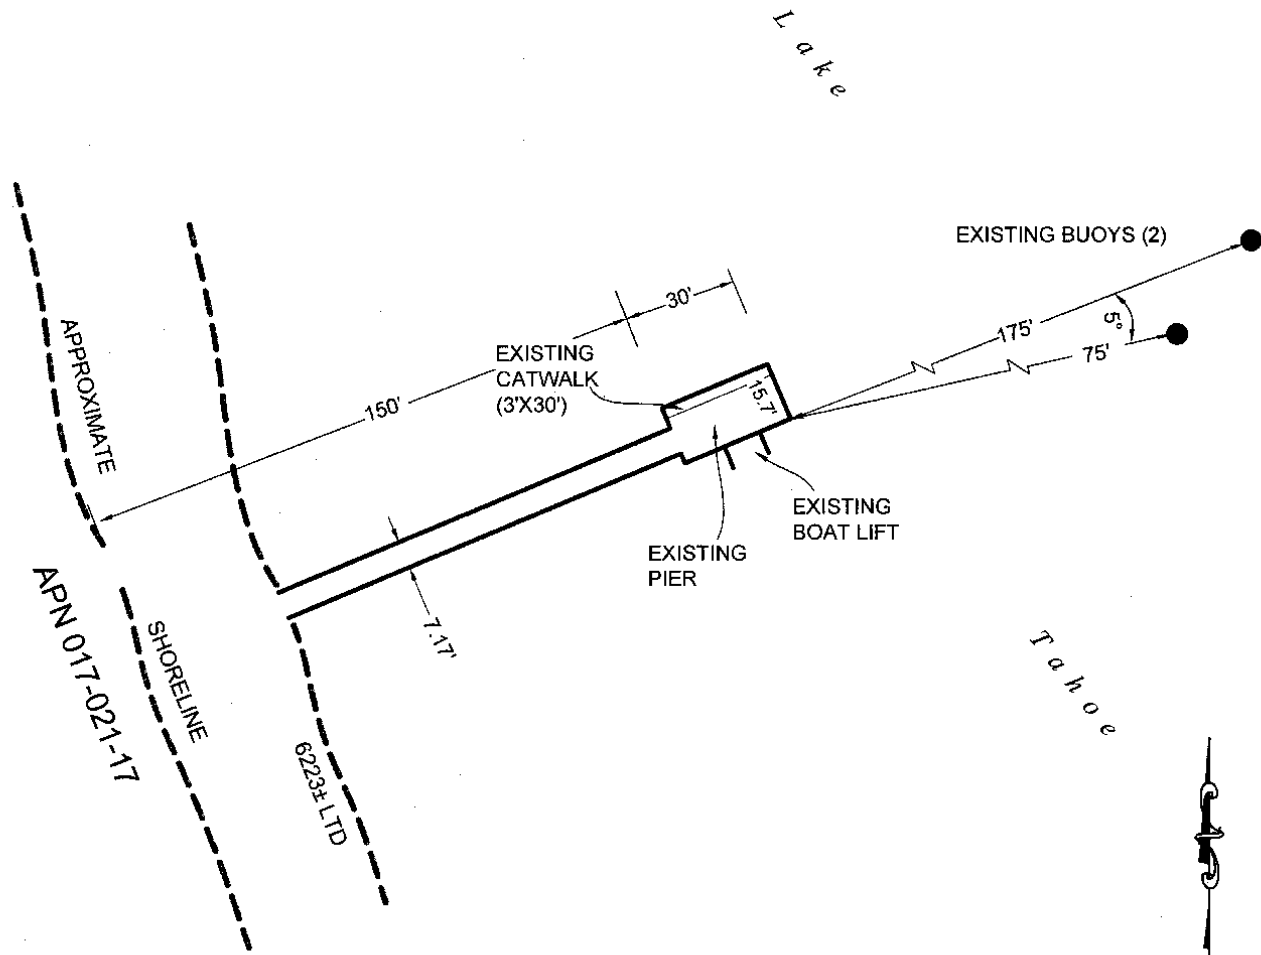 Lake
EXISTING BUOYS (2)
30'
175'
5°
75'
EXISTING
CATWALK
(3'X30')
15.7'
150'
APPROXIMATE
EXISTING
BOAT LIFT
EXISTING
PIER
7.17'
SHORELINE
APN 017-021-17
6223± LTD
Tahoe